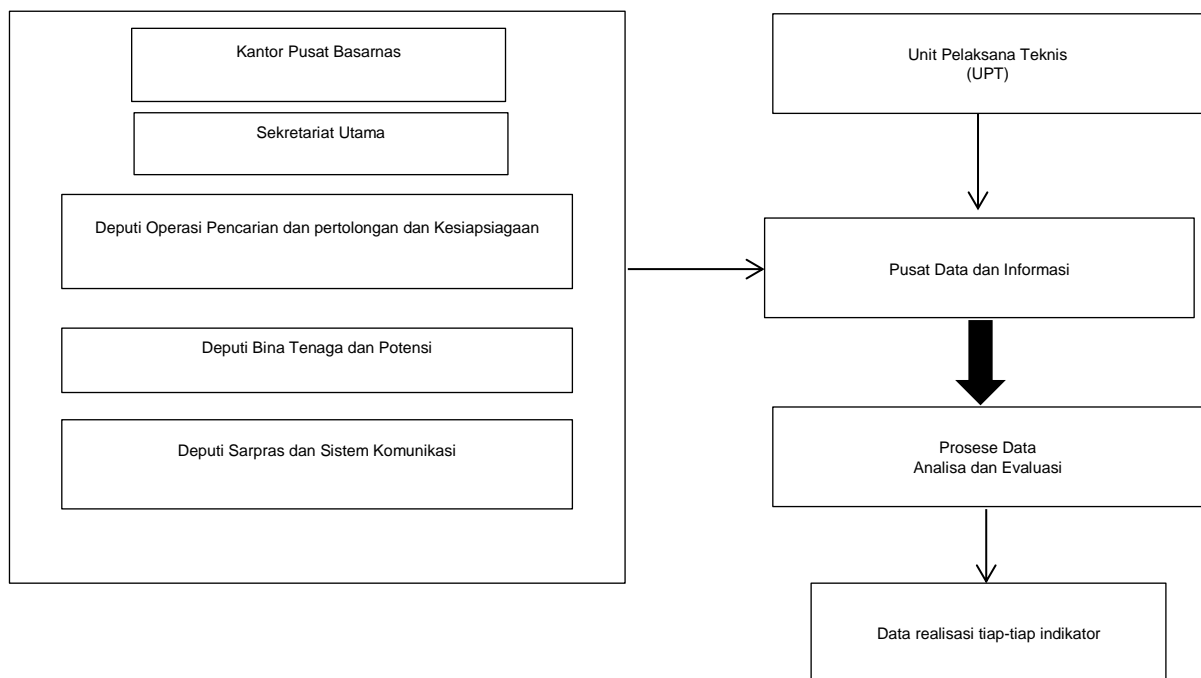 Kantor Pusat Basarnas
Sekretariat Utama
Deputi Operasi Pencarian dan pertolongan dan Kesiapsiagaan
Deputi Bina Tenaga dan Potensi
Deputi Sarpras dan Sistem Komunikasi
Unit Pelaksana Teknis
(UPT)
Pusat Data dan Informasi
Prosese Data
Analisa dan Evaluasi
Data realisasi tiap-tiap indikator